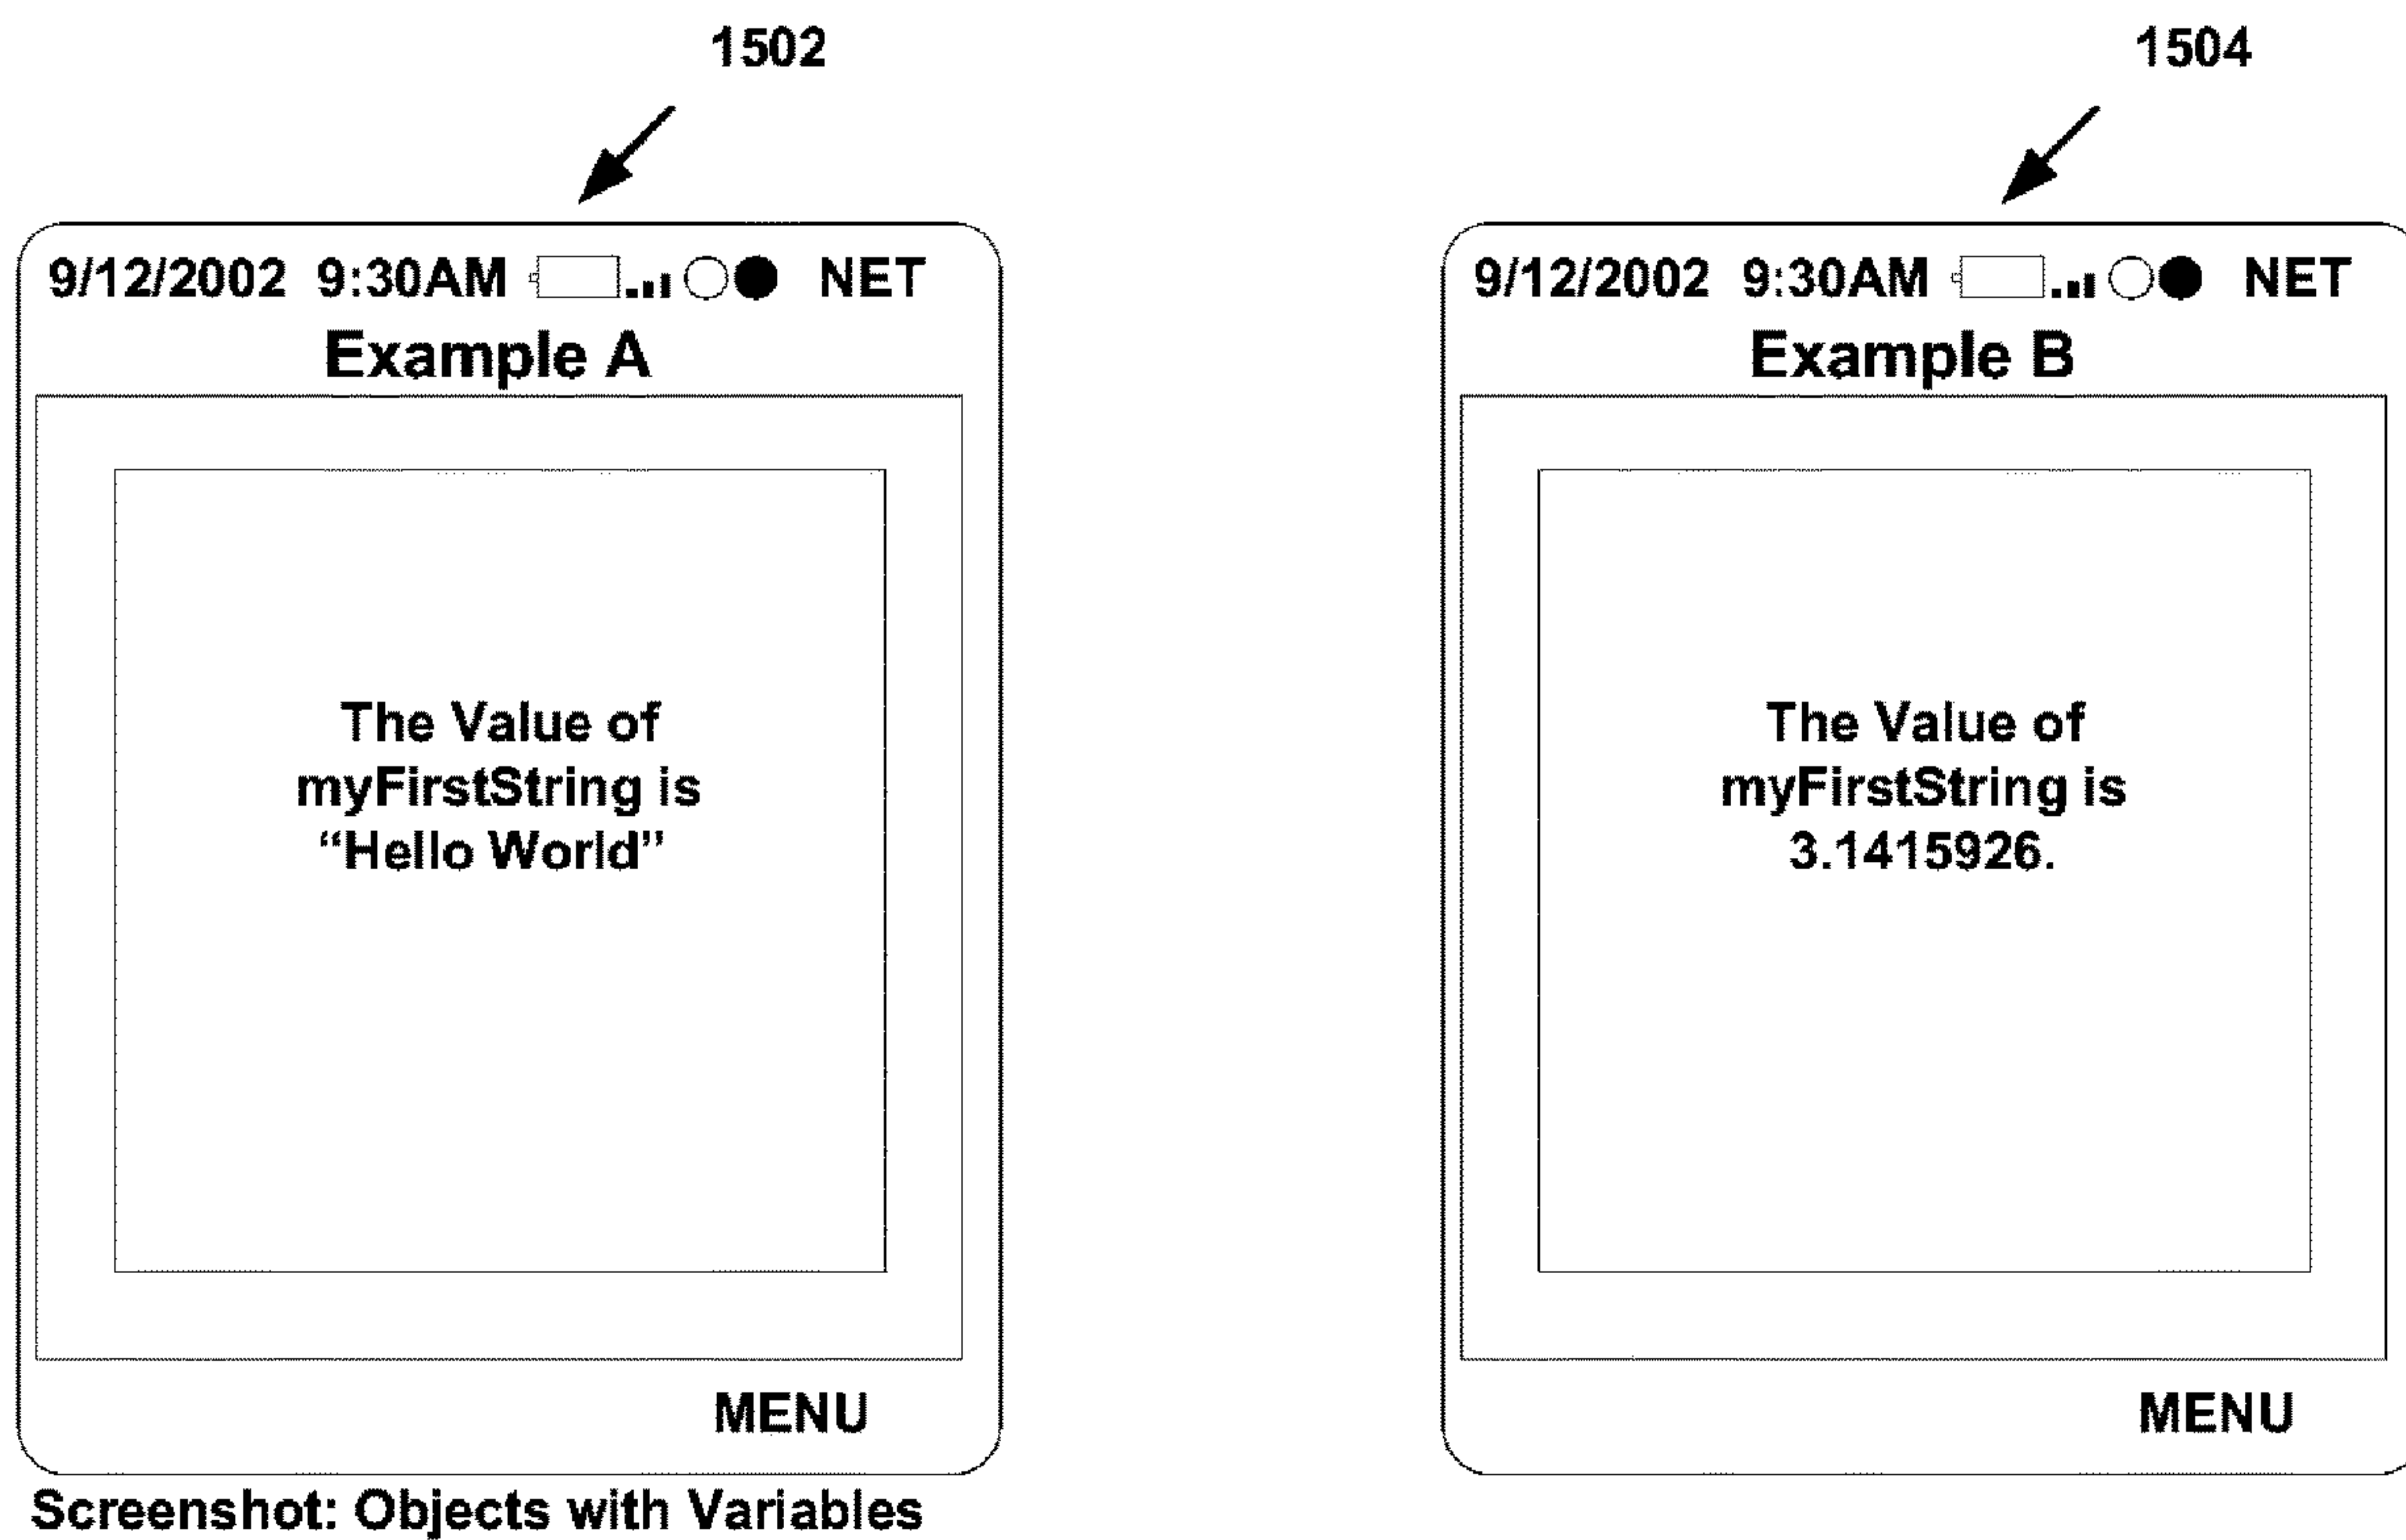 1502
9/12/2002 9:30AM NET
Example A
The Value of
myFirstString is
“Hello World”
MENU
Screenshot: Objects with Variables
1504
9/12/2002 9:30AM NET
Example B
The Value of
myFirstString is
3.1415926.
MENU